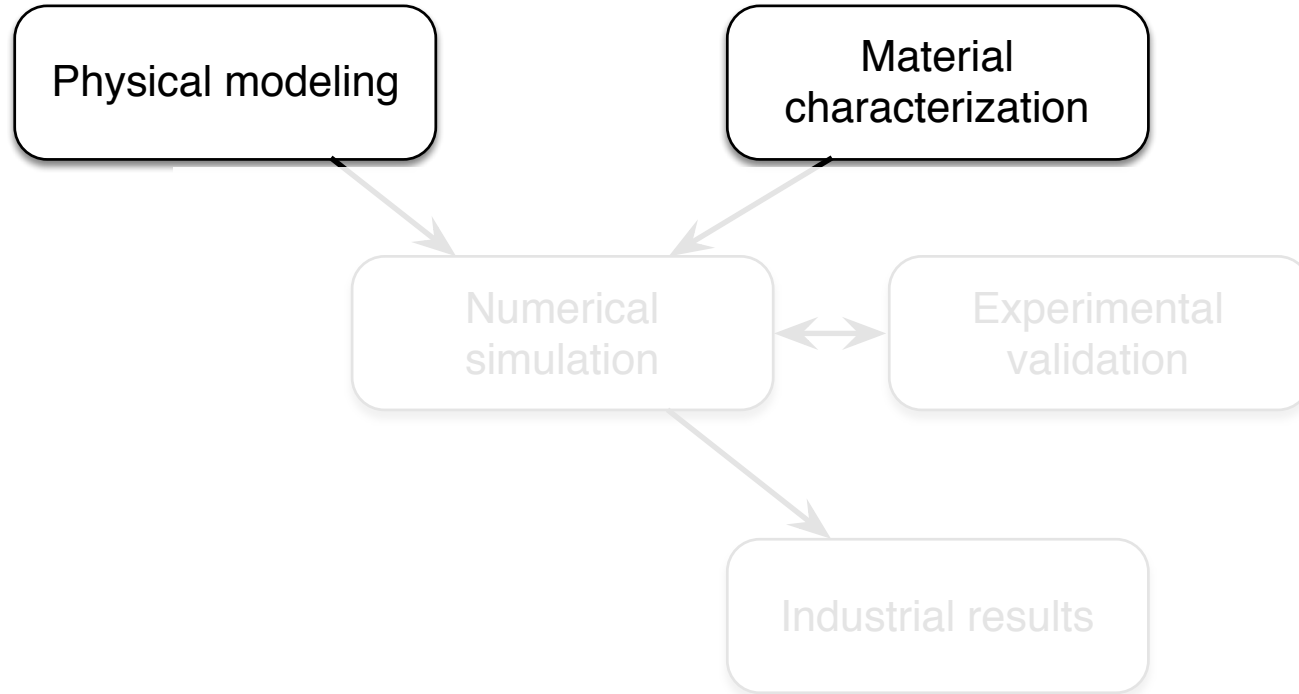 Physical modeling
Material
characterization
Numerical
simulation
Experimental
validation
Industrial results